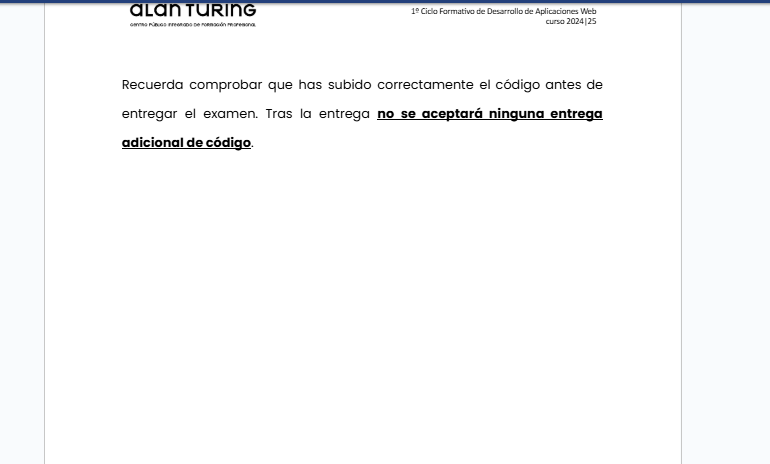 aLan TURING
CENTRO PÚBLICO INTEGRADO DE FORMACIÓN PROFESIONAL
1º Ciclo Formativo de Desarrollo de Aplicaciones Web
curso 2024|25
Recuerda comprobar que has subido correctamente el código antes de
entregar el examen. Tras la entrega no se aceptará ninguna entrega
adicional de código.